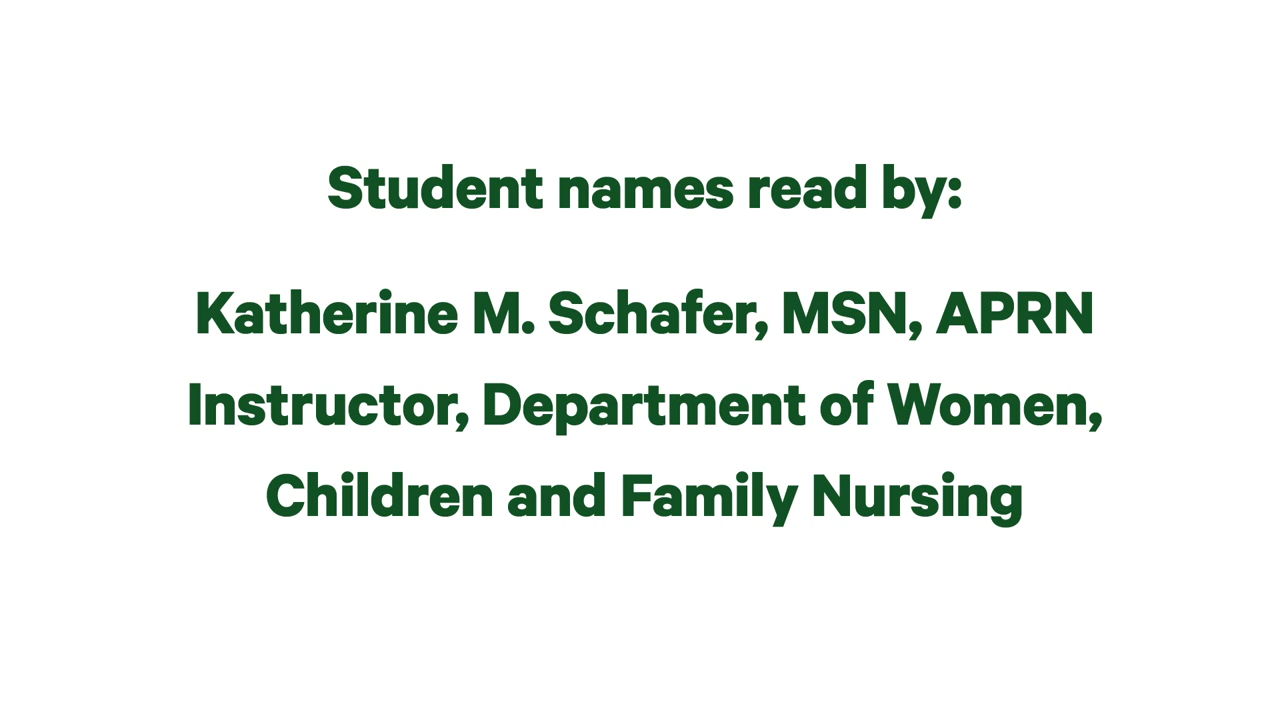 Student names read by:
Katherine M. Schafer, MSN, APRN
Instructor, Department of Women,
Children and Family Nursing